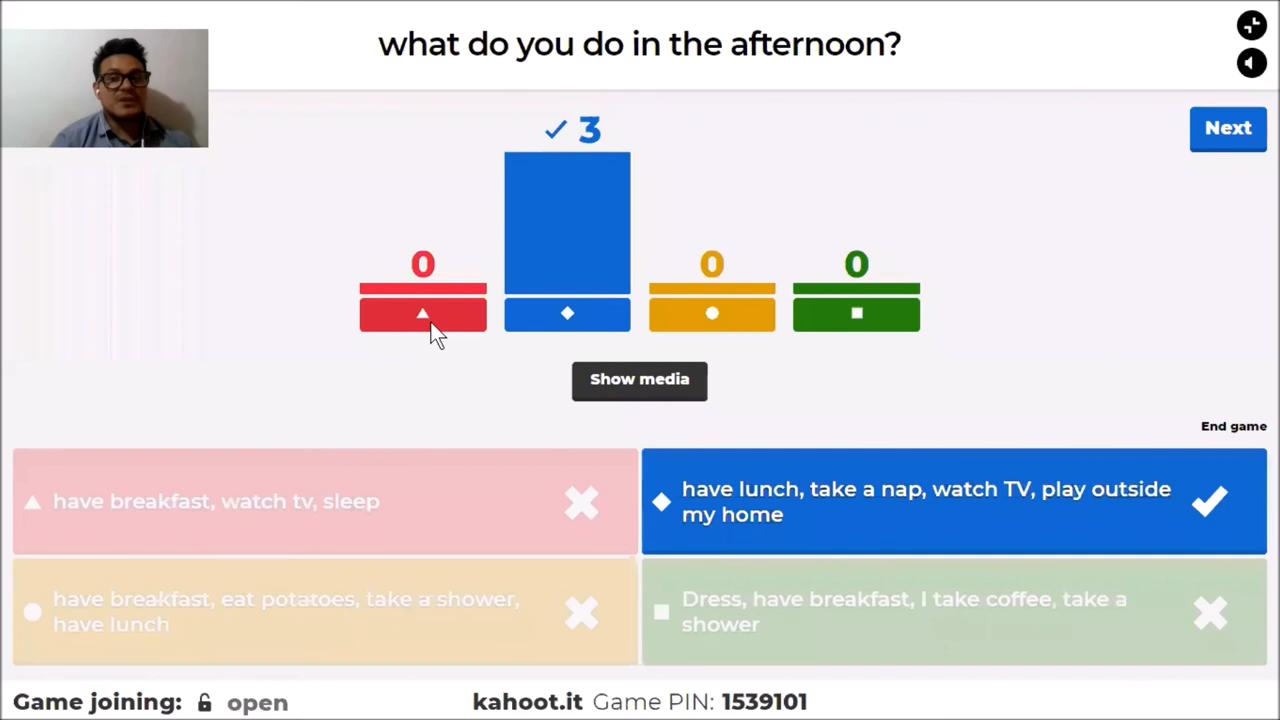 what do you do in the afternoon?
3
Next
0
0
0
Show media
End game
have breakfast, watch tv, sleep
have lunch, take a nap, watch TV, play outside
my home
have breakfast, eat potatoes, take a shower,
have lunch
Dress, have breakfast, I take coffee, take a
shower
Game joining: open
kahoot.it Game PIN: 1539101